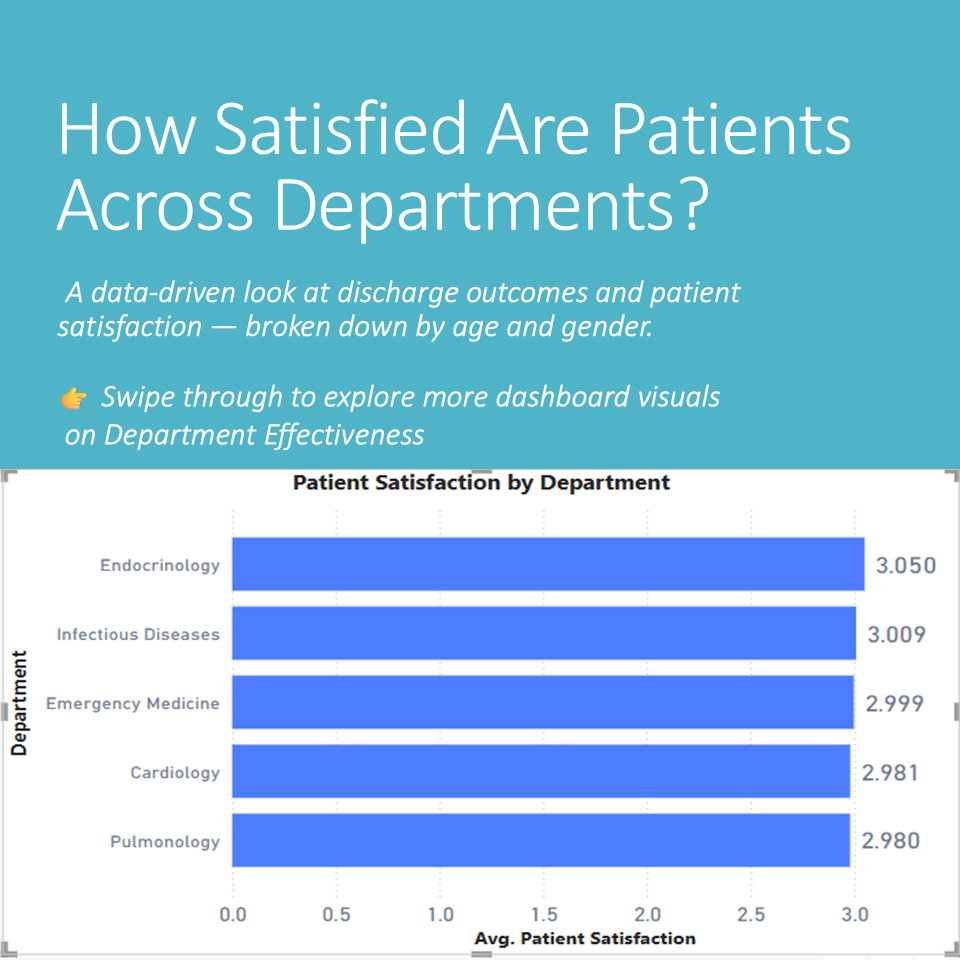 How Satisfied Are Patients
Across Departments?
A data-driven look at discharge outcomes and patient
satisfaction — broken down by age and gender.
👉 Swipe through to explore more dashboard visuals
on Department Effectiveness
Patient Satisfaction by Department
Department
Endocrinology 3.050
Infectious Diseases 3.009
Emergency Medicine 2.999
Cardiology 2.981
Pulmonology 2.980
0.0 0.5 1.0 1.5 2.0 2.5 3.0
Avg. Patient Satisfaction